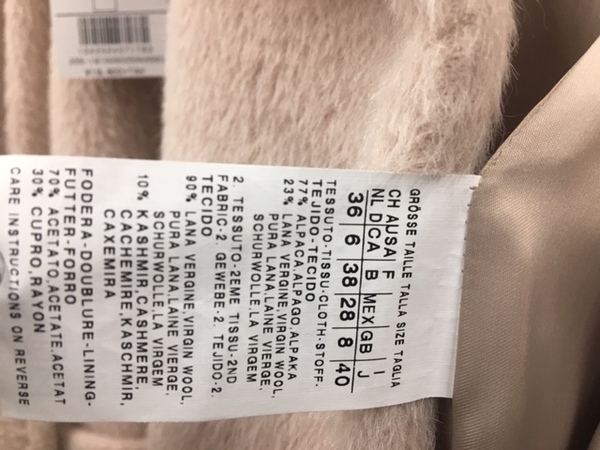 GRÖSSE TAILLE TALLA SIZE TAGLIA
CH A USA F I
NL D CA B MEX GB J
36 6 38 28 8 40
TESSUTO-TISSU-CLOTH-STOFF-
TEJIDO-TECIDO
77% ALPACA,ALPAGO,ALPAKA
23% LANA VERGINE,VIRGIN WOOL,
PURA LANA,LAINE VIERGE,
SCHURWOLLE,LA VIRGEM
2. TESSUTO-2EME TISSU-2ND
FABRIC-2. GEWEBE-2. TEJIDO-2.
TECIDO
90% LANA VERGINE,VIRGIN WOOL,
PURA LANA,LAINE VIERGE,
SCHURWOLLE,LA VIRGEM
10% KASHMIR,CASHMERE,
CACHEMIRE,KASCHMIR,
CAXEMIRA
FODERA-DOUBLURE-LINING-
FUTTER-FORRO
70% ACETATO,ACETATE,ACETAT
30% CUPRO,RAYON
CARE INSTRUCTIONS ON REVERSE